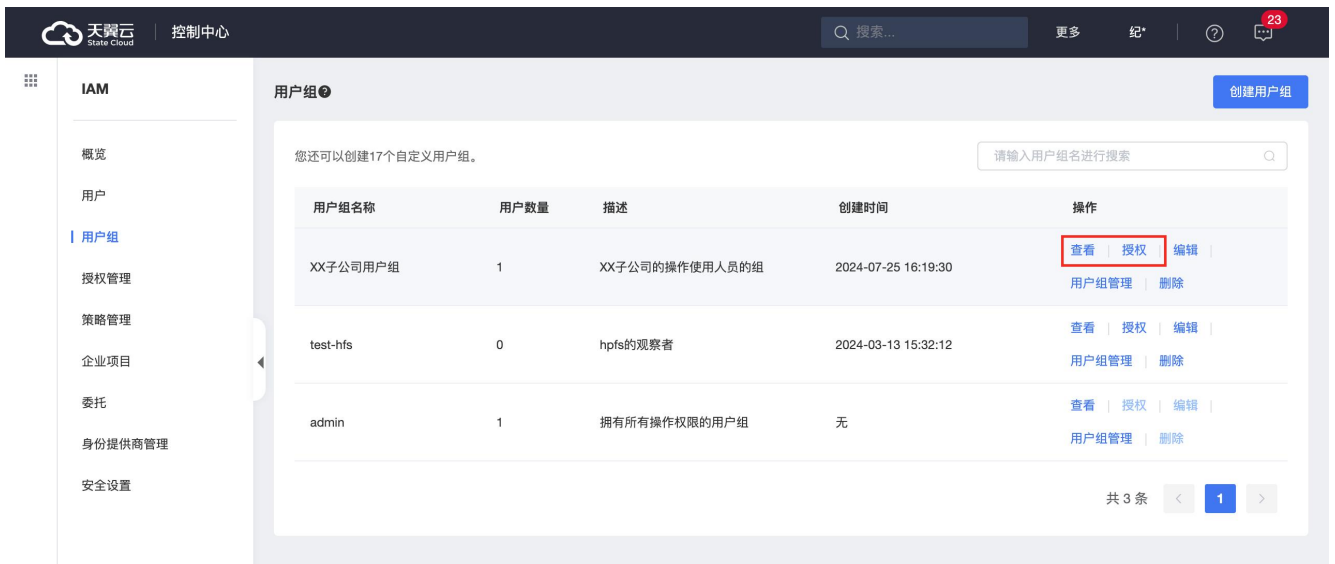 天翼云 控制中心 搜索... 更多 纪* 23
State Cloud
IAM
概览
用户
用户组
授权管理
策略管理
企业项目
委托
身份提供商管理
安全设置
用户组 创建用户组
您还可以创建17个自定义用户组。 请输入用户组名进行搜索
用户组名称 用户数量 描述 创建时间 操作
XX子公司用户组 1 XX子公司的操作使用人员的组 2024-07-25 16:19:30 查看 授权 编辑
用户组管理 删除
test-hfs 0 hpfs的观察者 2024-03-13 15:32:12 查看 授权 编辑
用户组管理 删除
admin 1 拥有所有操作权限的用户组 无 查看 授权 编辑
用户组管理 删除
共 3 条 < 1 >